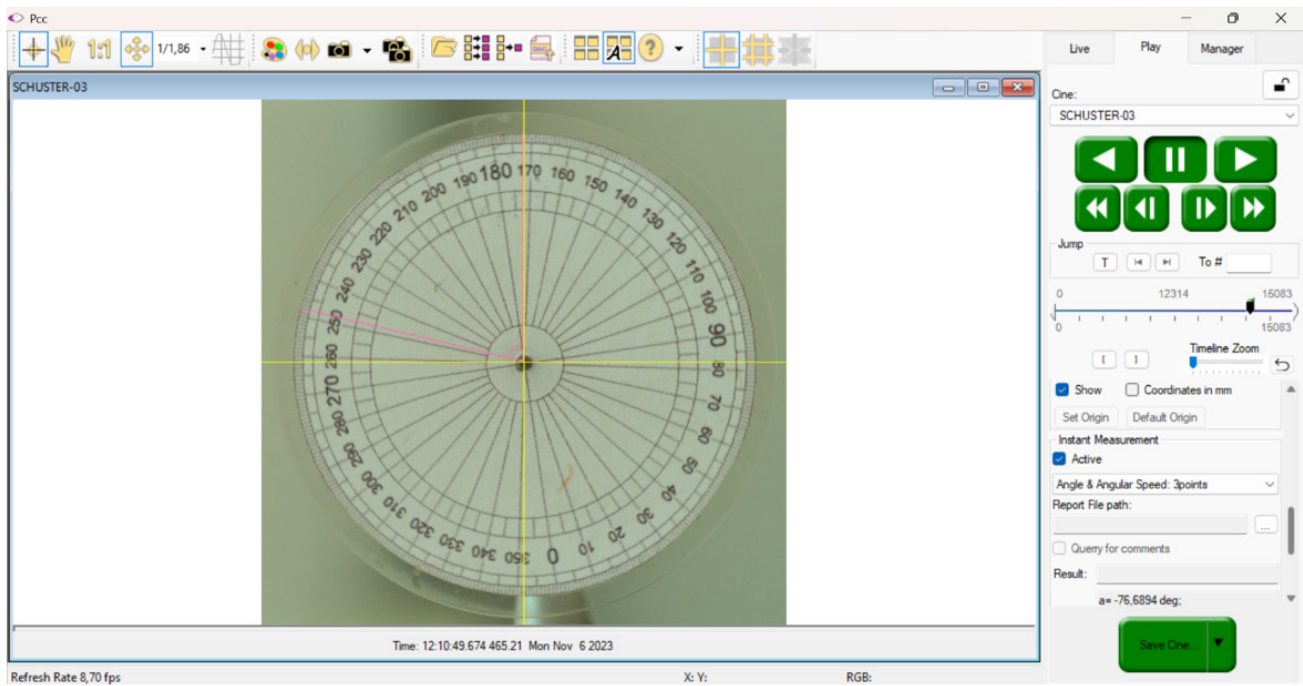 Pcc
1:1 1/1,86
Live Play Manager
SCHUSTER-03
Cine:
SCHUSTER-03
Jump
T To #
0 12314 15083
0 15083
[ ] Timeline Zoom
Show Coordinates in mm
Set Origin Default Origin
Instant Measurement
Active
Angle & Angular Speed: 3points
Report File path:
...
Querry for comments
Result:
a= -76,6894 deg;
Save Cine...
0 10 20 30 40 50 60 70 80 90 100 110 120 130 140 150 160 170 180 190 200 210 220 230 240 250 260 270 280 290 300 310 320 330 340 350
Time: 12:10:49.674 465.21 Mon Nov 6 2023
Refresh Rate 8,70 fps X: Y: RGB: